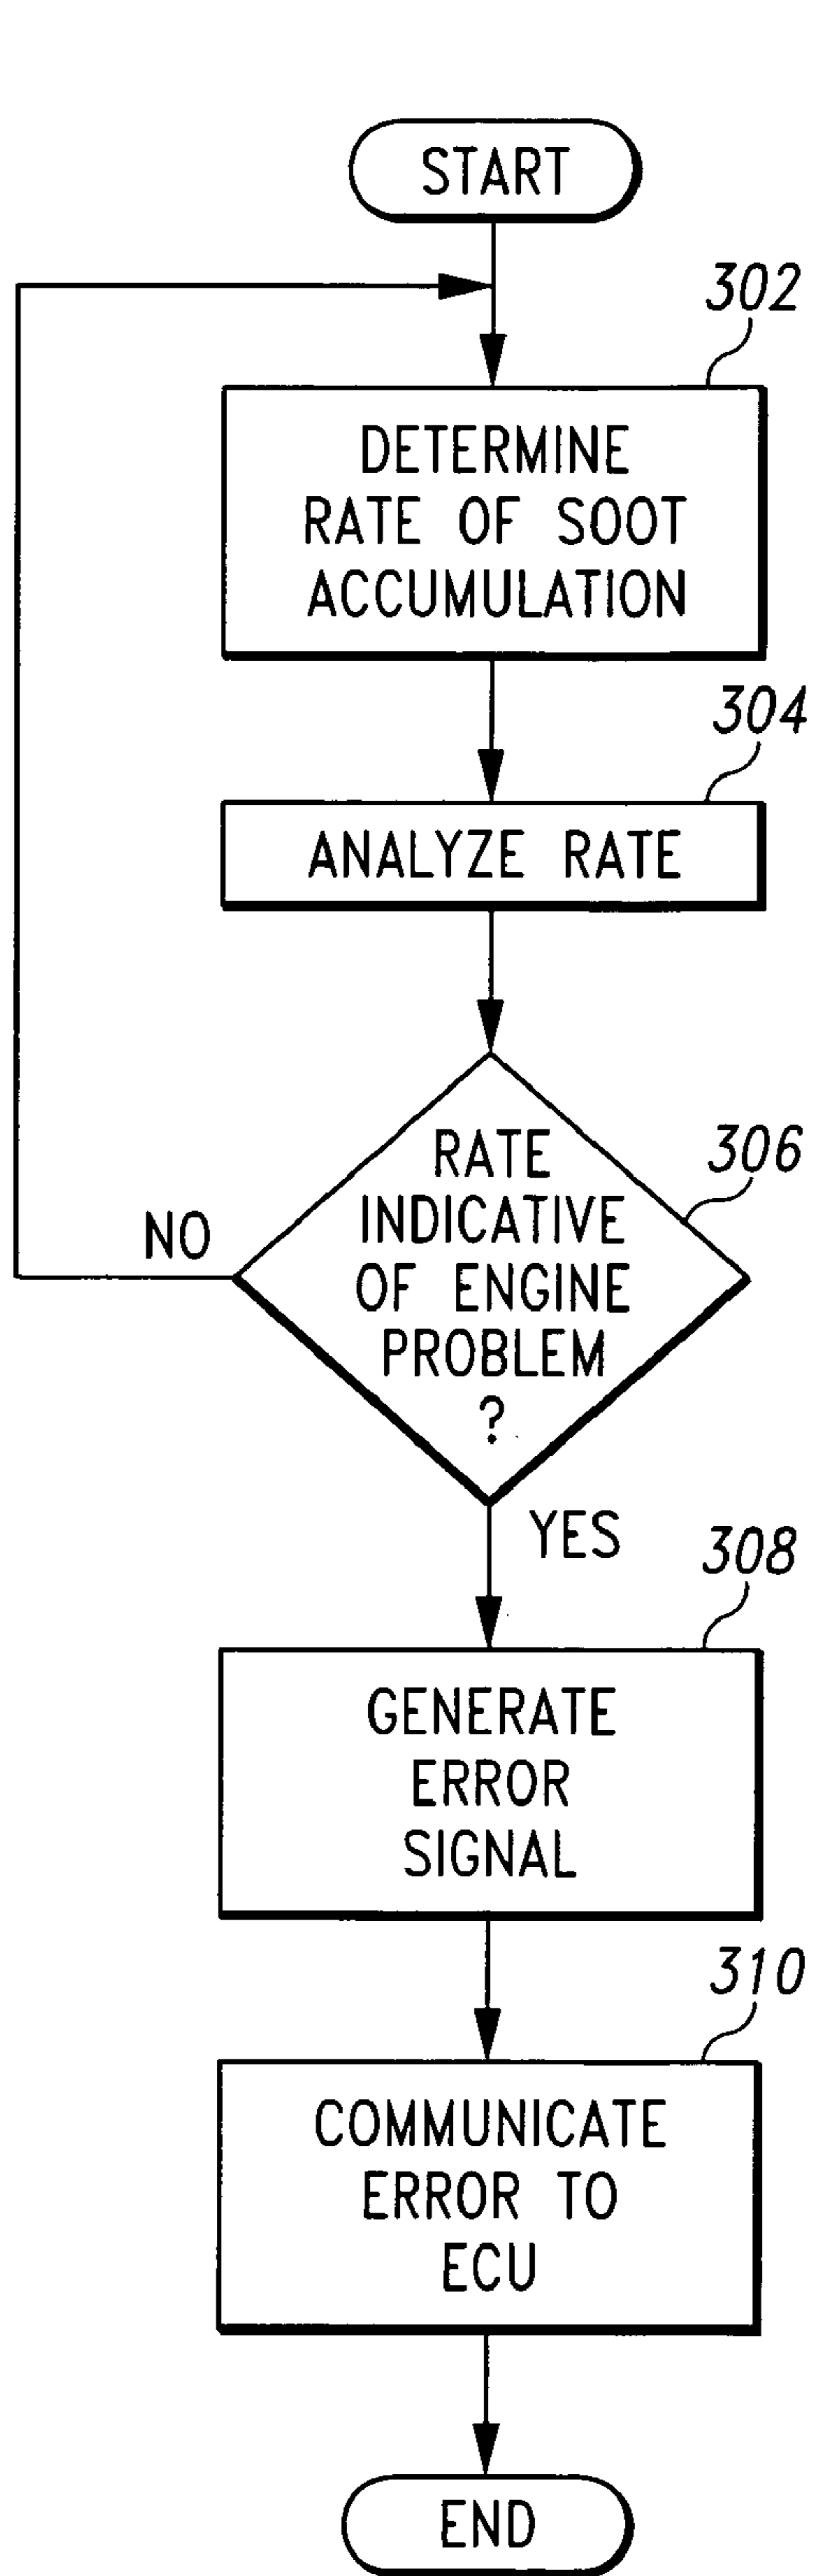 START
302
DETERMINE
RATE OF SOOT
ACCUMULATION
304
ANALYZE RATE
306
RATE
INDICATIVE
OF ENGINE
PROBLEM
?
NO
YES
308
GENERATE
ERROR
SIGNAL
310
COMMUNICATE
ERROR TO
ECU
END